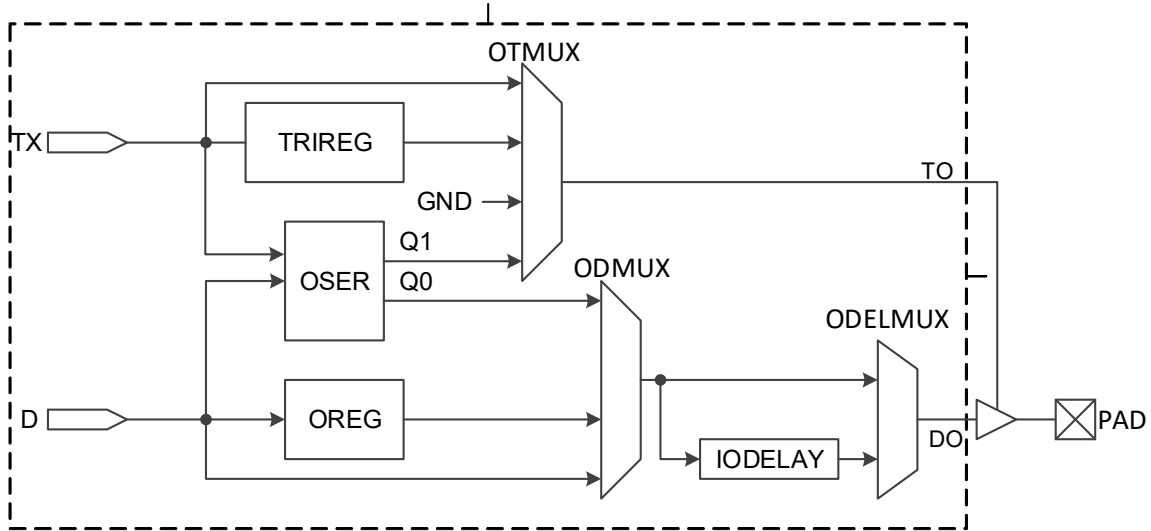 OTMUX
TX
TRIREG
TO
GND
Q1
OSER
Q0
ODMUX
ODELMUX
D
OREG
DO
PAD
IODELAY